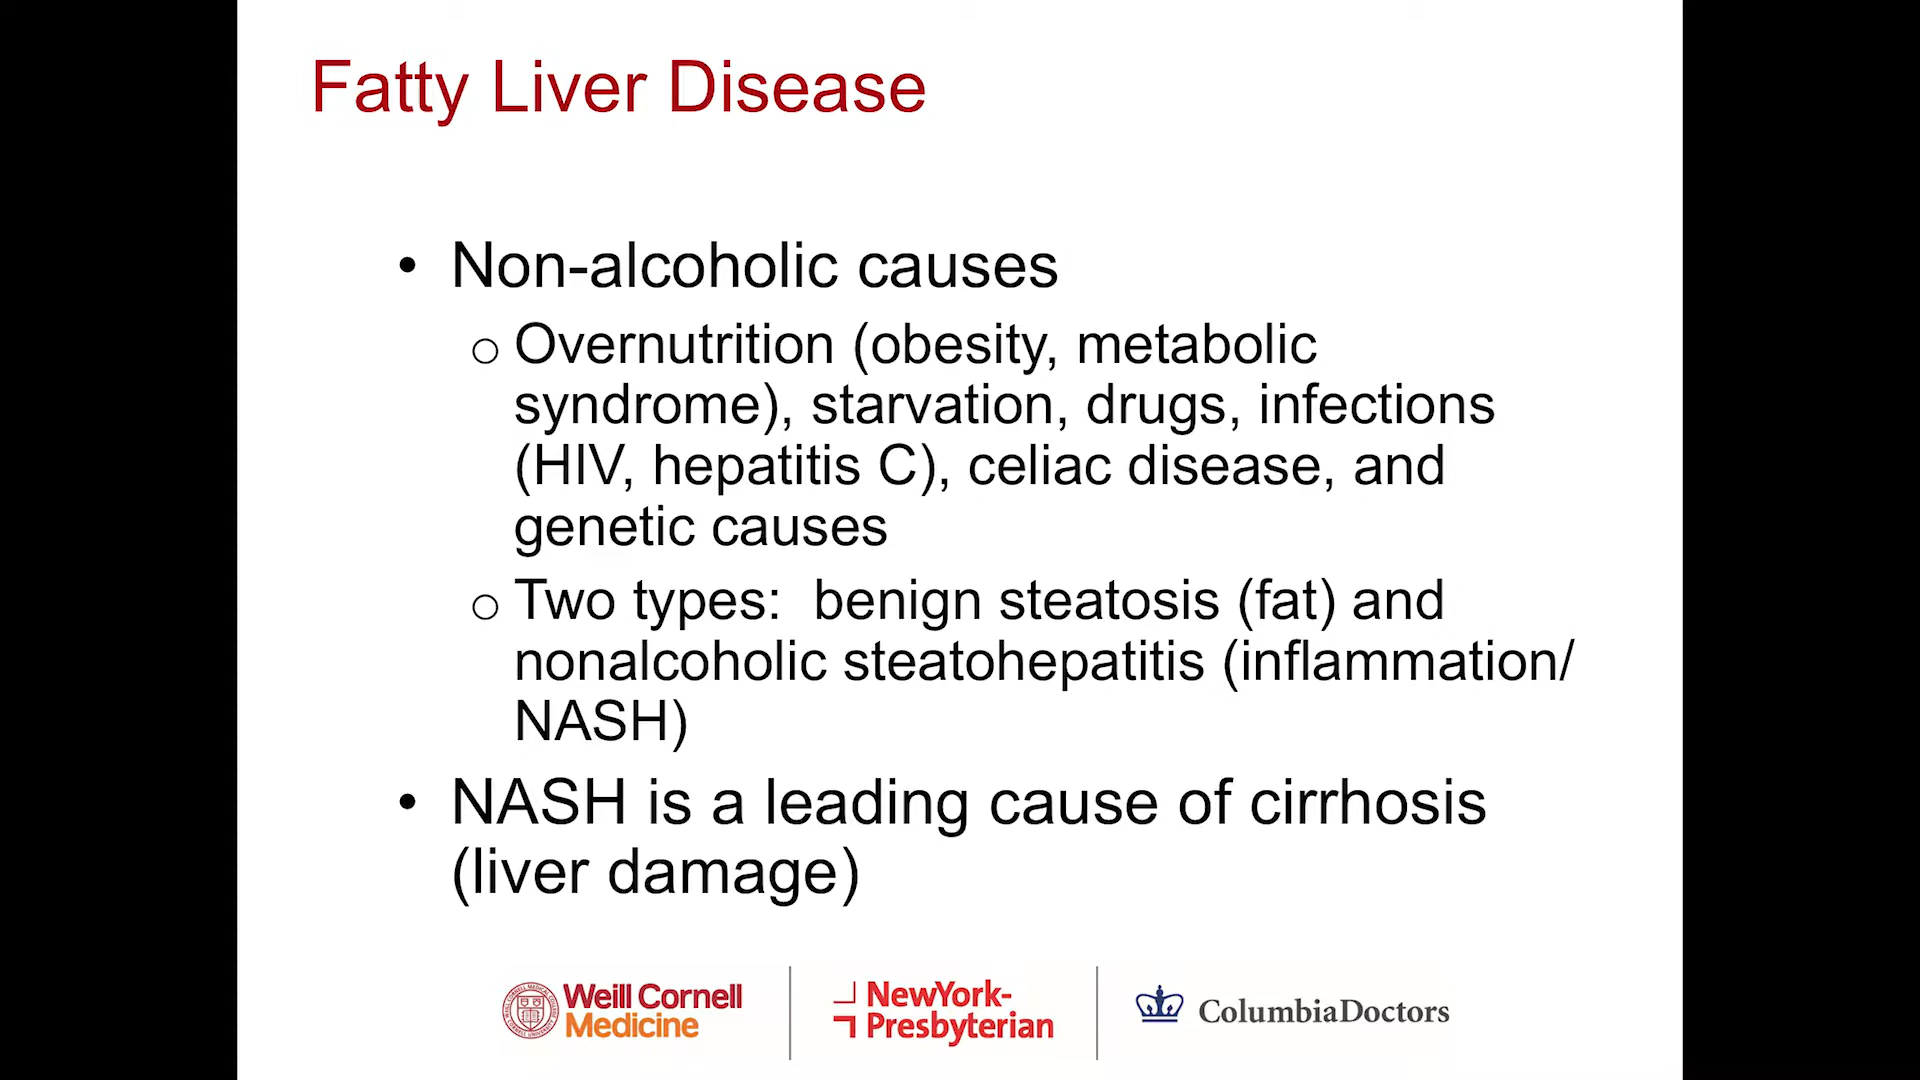 Fatty Liver Disease
• Non-alcoholic causes
o Overnutrition (obesity, metabolic
syndrome), starvation, drugs, infections
(HIV, hepatitis C), celiac disease, and
genetic causes
o Two types:  benign steatosis (fat) and
nonalcoholic steatohepatitis (inflammation/
NASH)
• NASH is a leading cause of cirrhosis
(liver damage)
Weill Cornell
Medicine
NewYork-
Presbyterian
ColumbiaDoctors